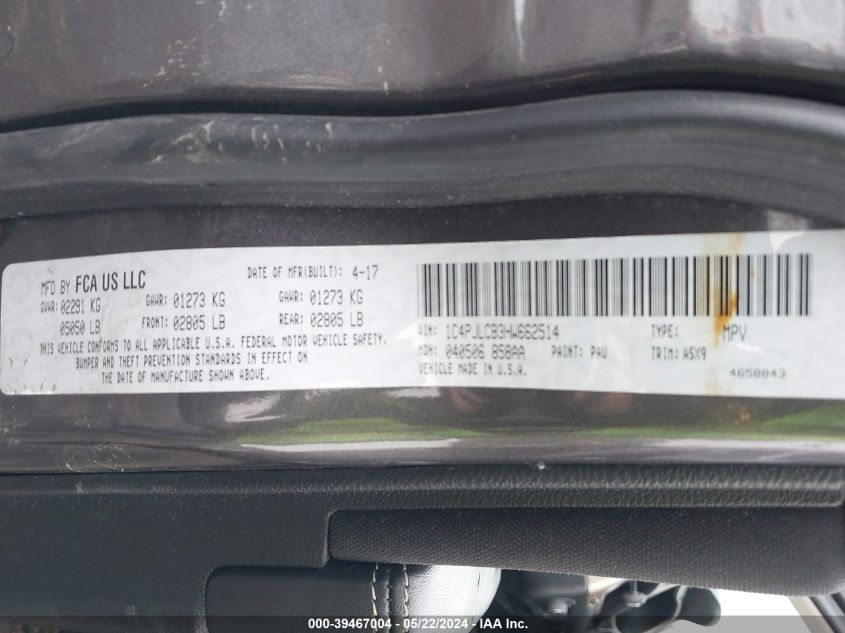 MFD BY FCA US LLC
DATE OF MFR(BUILT): 4-17
GVWR: 02291 KG
GAWR: 01273 KG
GAWR: 01273 KG
05050 LB
FRONT: 02805 LB
REAR: 02805 LB
THIS VEHICLE CONFORMS TO ALL APPLICABLE U.S.A. FEDERAL MOTOR VEHICLE SAFETY,
BUMPER AND THEFT PREVENTION STANDARDS IN EFFECT ON
THE DATE OF MANUFACTURE SHOWN ABOVE.
VIN: 1C4PJLCB3HW662514
TYPE: MPV
MDH: 040506 858AA
PAINT: PAU
TRIM: A5X9
VEHICLE MADE IN U.S.A.
4658843
000-39467004 - 05/22/2024 - IAA Inc.